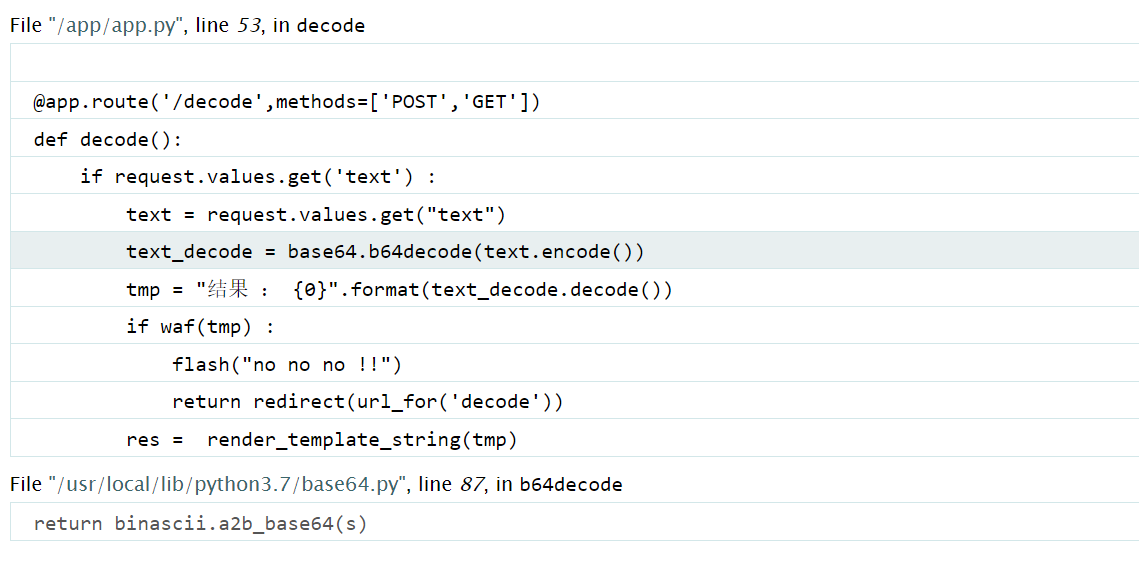 File "/app/app.py", line 53, in decode
@app.route('/decode',methods=['POST','GET'])
def decode():
    if request.values.get('text') :
        text = request.values.get("text")
        text_decode = base64.b64decode(text.encode())
        tmp = "结果 ： {0}".format(text_decode.decode())
        if waf(tmp) :
            flash("no no no !!")
            return redirect(url_for('decode'))
        res =  render_template_string(tmp)
File "/usr/local/lib/python3.7/base64.py", line 87, in b64decode
return binascii.a2b_base64(s)